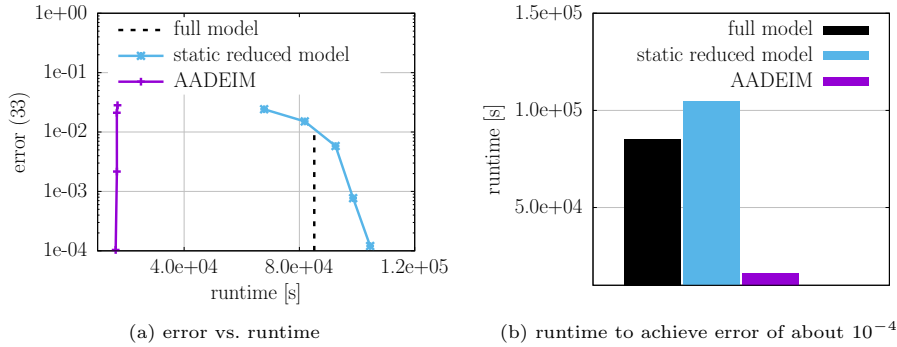 1e+00
1e-01
1e-02
1e-03
1e-04
error (33)
full model
static reduced model
AADEIM
4.0e+04
8.0e+04
1.2e+05
runtime [s]
(a) error vs. runtime
1.5e+05
1.0e+05
5.0e+04
runtime [s]
full model
static reduced model
AADEIM
(b) runtime to achieve error of about 10⁻⁴